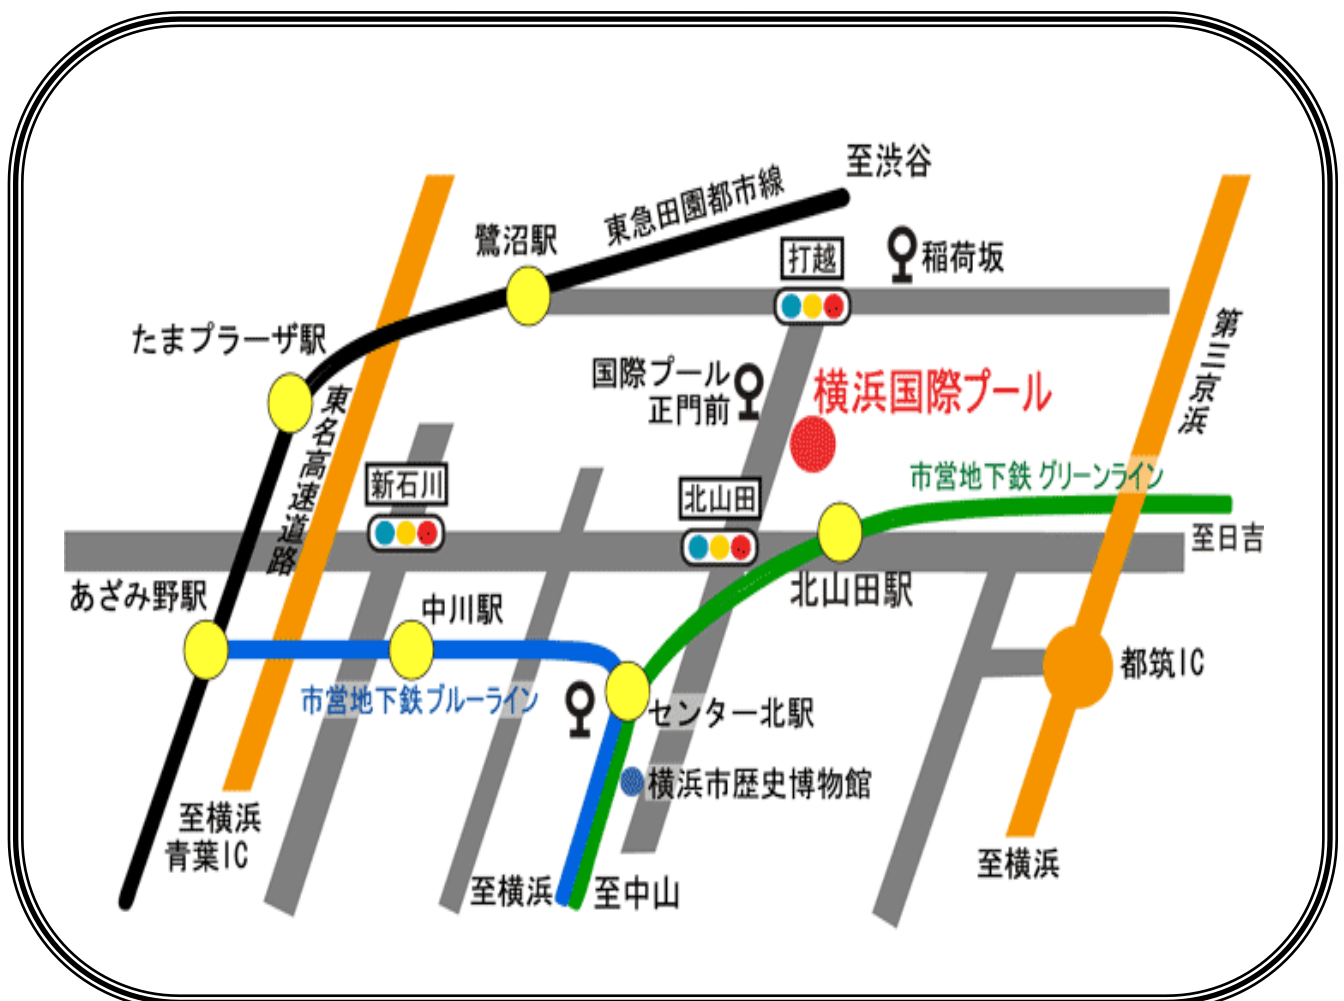 至渋谷
東急田園都市線
鷺沼駅
打越
稲荷坂
たまプラーザ駅
第三京浜
国際プール
正門前
横浜国際プール
東名高速道路
新石川
北山田
市営地下鉄 グリーンライン
至日吉
あざみ野駅
中川駅
北山田駅
都筑IC
市営地下鉄ブルーライン
センター北駅
横浜市歴史博物館
至横浜
青葉IC
至横浜
至中山
至横浜